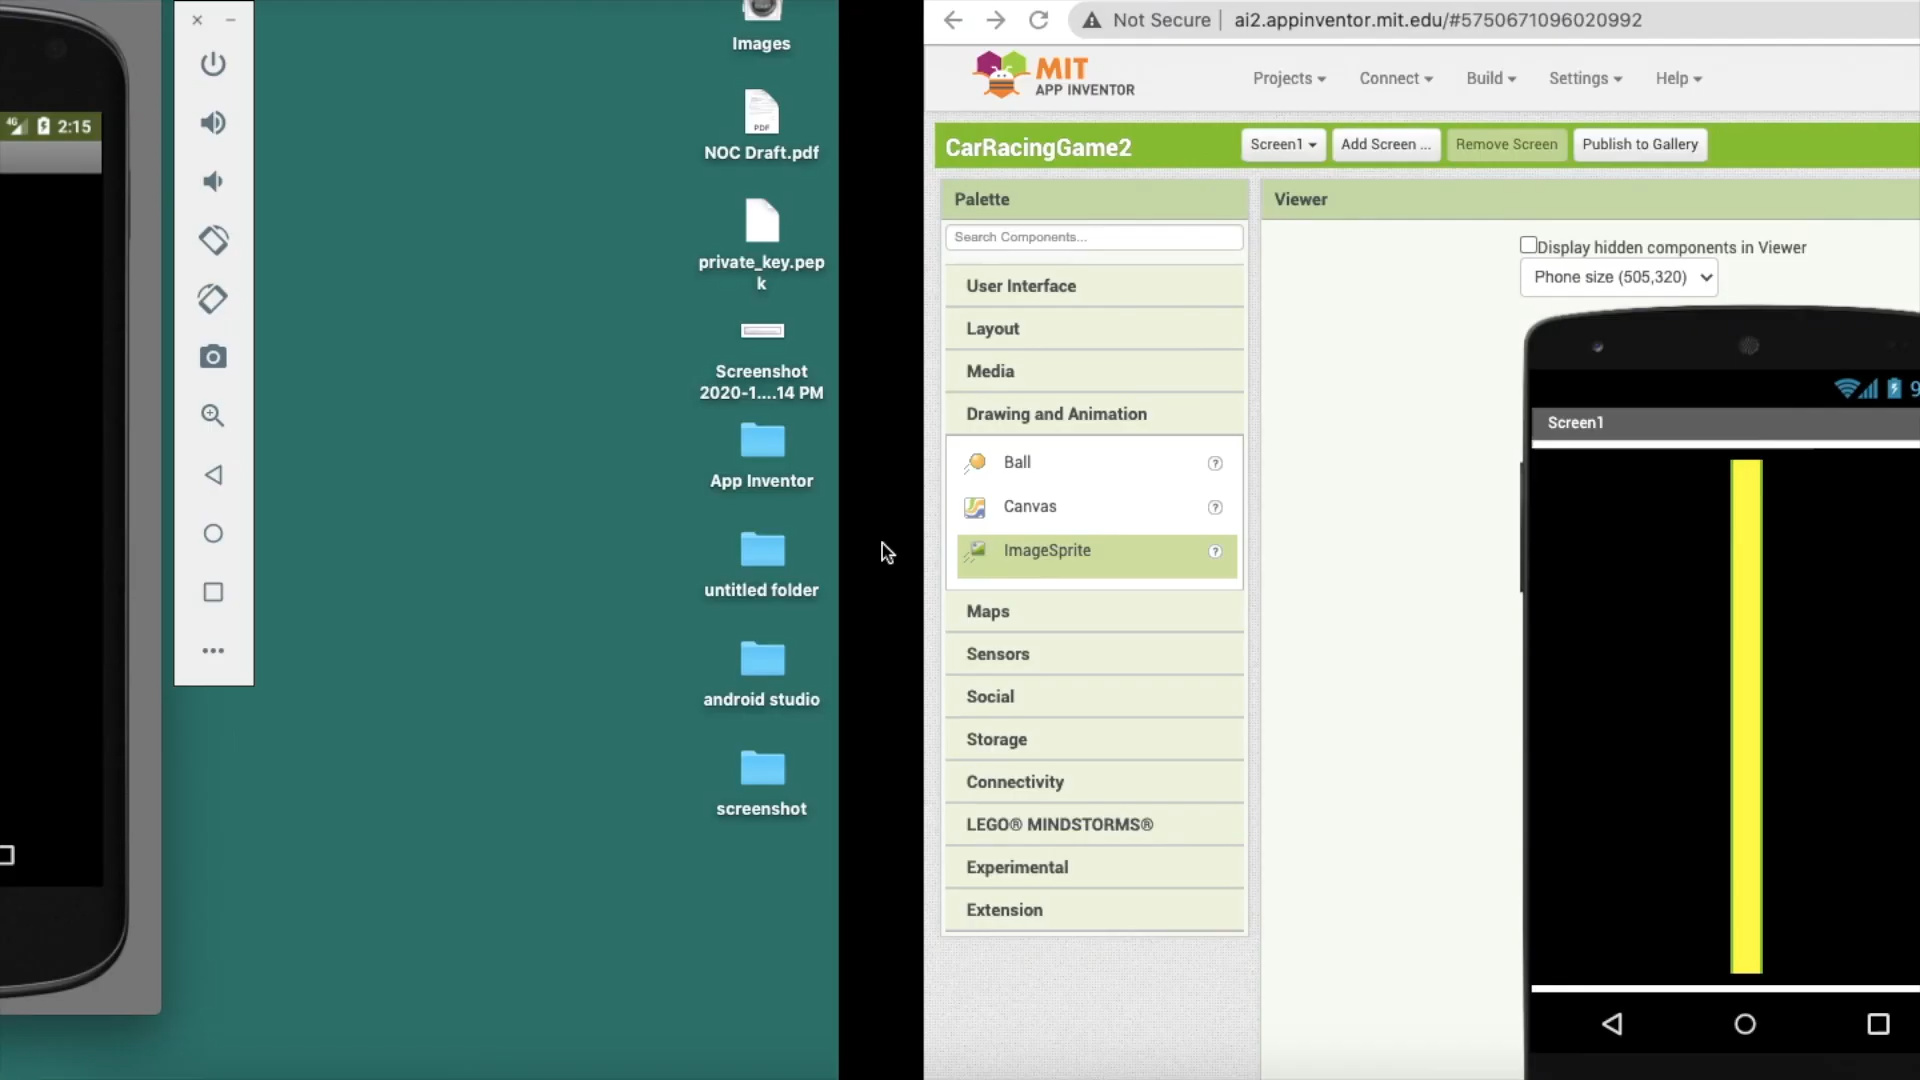 4G 2:15
Images
PDF
NOC Draft.pdf
private_key.pep
k
Screenshot
2020-1....14 PM
App Inventor
untitled folder
android studio
screenshot
Not Secure | ai2.appinventor.mit.edu/#5750671096020992
MIT
APP INVENTOR
Projects
Connect
Build
Settings
Help
CarRacingGame2
Screen1
Add Screen ...
Remove Screen
Publish to Gallery
Palette
Search Components...
User Interface
Layout
Media
Drawing and Animation
Ball ?
Canvas ?
ImageSprite ?
Maps
Sensors
Social
Storage
Connectivity
LEGO® MINDSTORMS®
Experimental
Extension
Viewer
Display hidden components in Viewer
Phone size (505,320)
9
Screen1